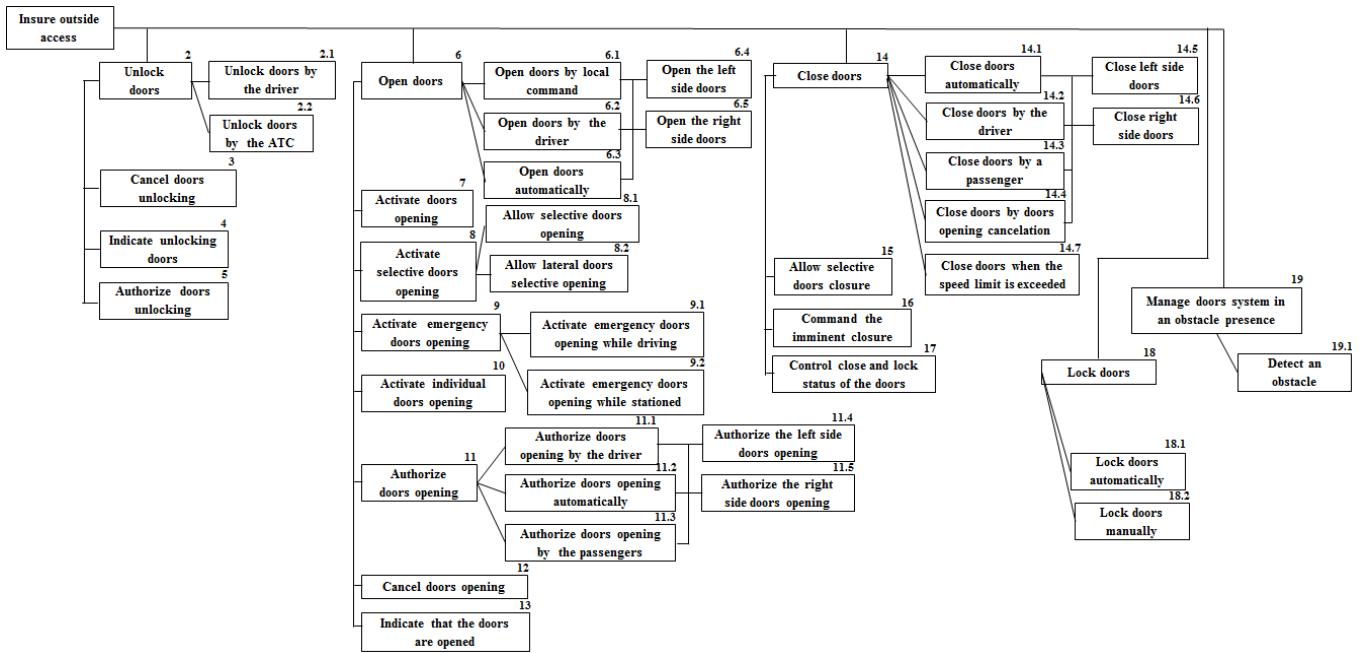 Insure outside
access
2
Unlock
doors
2.1
Unlock doors by
the driver
2.2
Unlock doors
by the ATC
3
Cancel doors
unlocking
4
Indicate unlocking
doors
5
Authorize doors
unlocking
6
Open doors
6.1
Open doors by local
command
6.2
Open doors by the
driver
6.3
Open doors
automatically
6.4
Open the left
side doors
6.5
Open the right
side doors
7
Activate doors
opening
8
Activate
selective doors
opening
8.1
Allow selective doors
opening
8.2
Allow lateral doors
selective opening
9
Activate emergency
doors opening
9.1
Activate emergency doors
opening while driving
9.2
Activate emergency doors
opening while stationed
10
Activate individual
doors opening
11
Authorize
doors opening
11.1
Authorize doors
opening by the driver
11.2
Authorize doors opening
automatically
11.3
Authorize doors opening
by the passengers
11.4
Authorize the left side
doors opening
11.5
Authorize the right
side doors opening
12
Cancel doors opening
13
Indicate that the doors
are opened
14
Close doors
14.1
Close doors
automatically
14.2
Close doors by the
driver
14.3
Close doors by a
passenger
14.4
Close doors by doors
opening cancelation
14.5
Close left side
doors
14.6
Close right
side doors
14.7
Close doors when the
speed limit is exceeded
15
Allow selective
doors closure
16
Command the
imminent closure
17
Control close and lock
status of the doors
18
Lock doors
18.1
Lock doors
automatically
18.2
Lock doors
manually
19
Manage doors system in
an obstacle presence
19.1
Detect an
obstacle